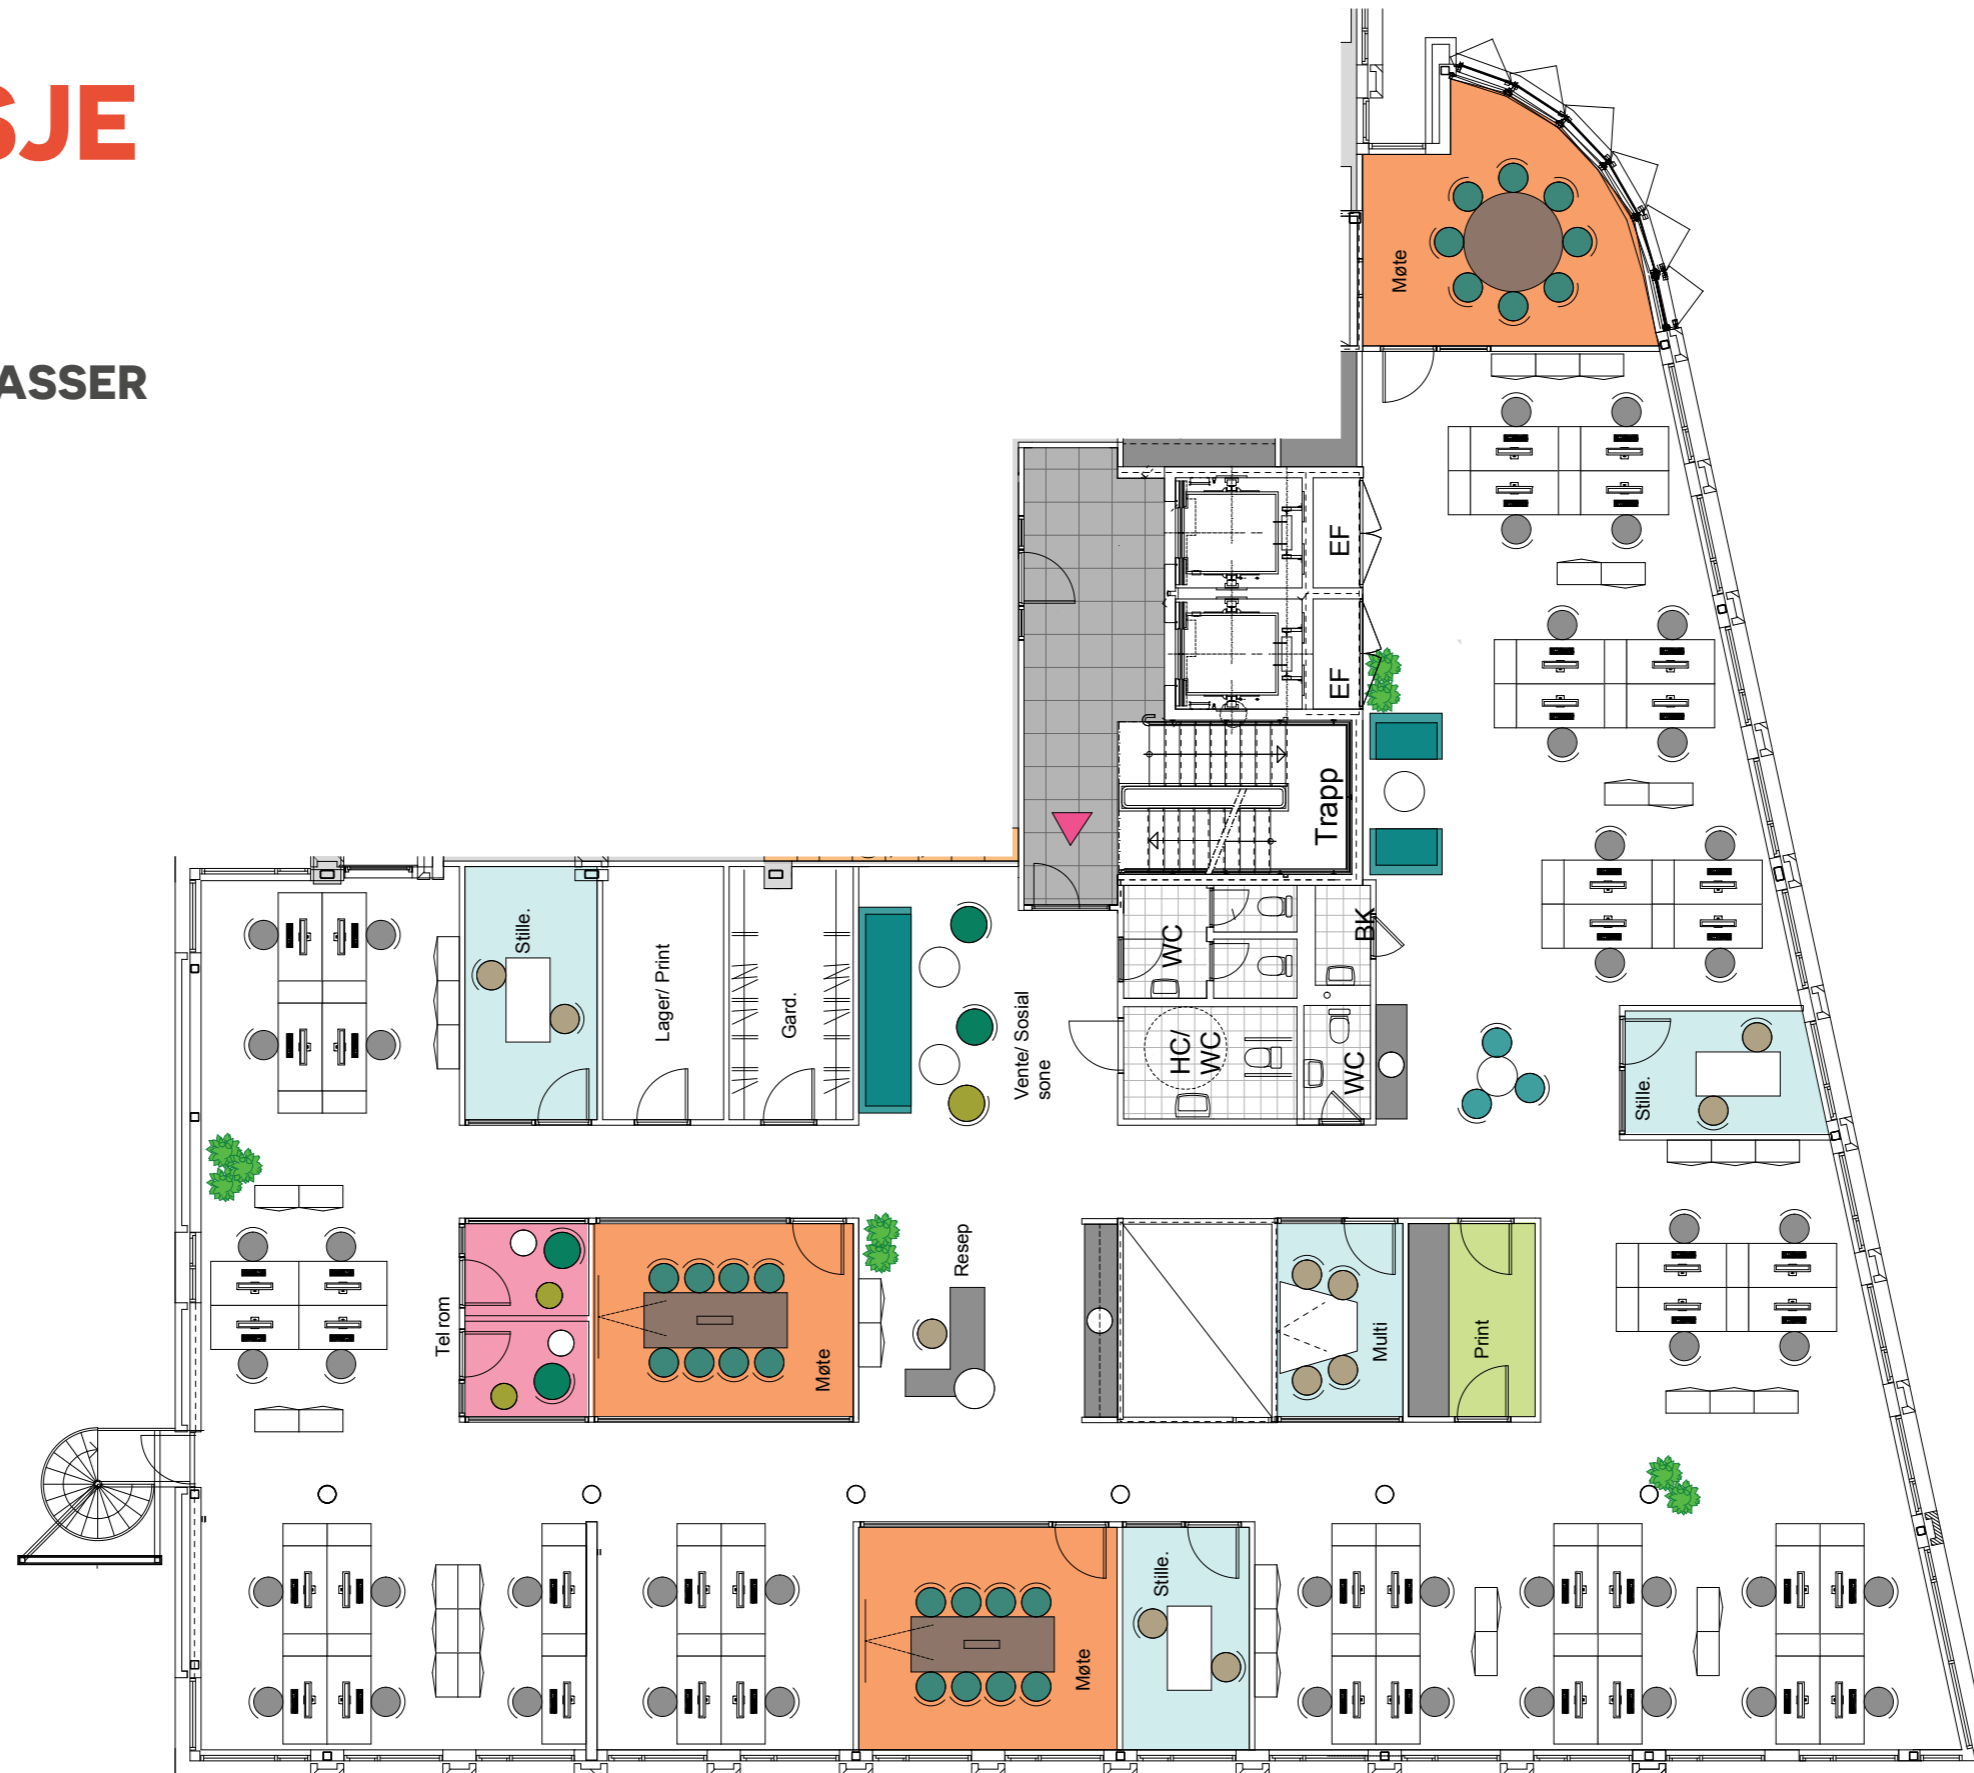 SJE
ASSER
Møte
EF
EF
Trapp
Stille.
Lager/ Print
Gard.
Vente/ Sosial
sone
WC
BK
HC/
WC
WC
Stille.
Tel rom
Møte
Resep
Multi
Print
Møte
Stille.